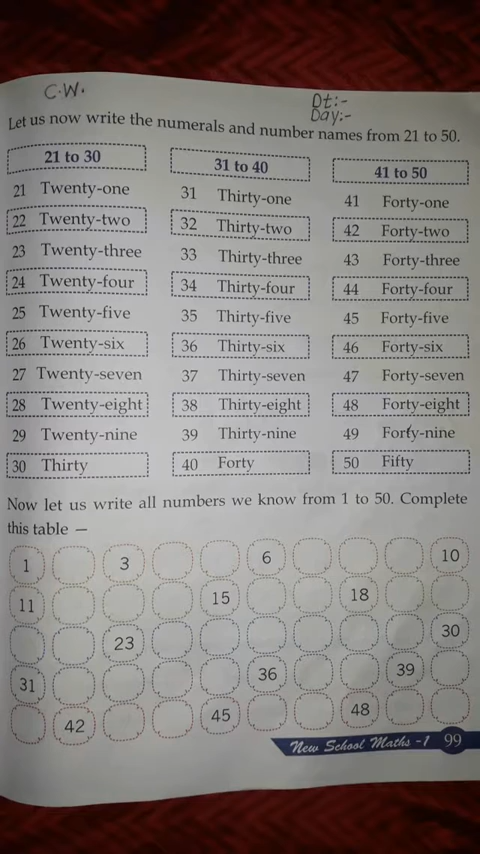 C.W.
Dt:-
Day:-
Let us now write the numerals and number names from 21 to 50.
21 to 30
21 Twenty-one
22 Twenty-two
23 Twenty-three
24 Twenty-four
25 Twenty-five
26 Twenty-six
27 Twenty-seven
28 Twenty-eight
29 Twenty-nine
30 Thirty
31 to 40
31 Thirty-one
32 Thirty-two
33 Thirty-three
34 Thirty-four
35 Thirty-five
36 Thirty-six
37 Thirty-seven
38 Thirty-eight
39 Thirty-nine
40 Forty
41 to 50
41 Forty-one
42 Forty-two
43 Forty-three
44 Forty-four
45 Forty-five
46 Forty-six
47 Forty-seven
48 Forty-eight
49 Forty-nine
50 Fifty
Now let us write all numbers we know from 1 to 50. Complete
this table —
1 3 6 10
11 15 18
23 30
31 36 39
42 45 48
New School Maths -1 99